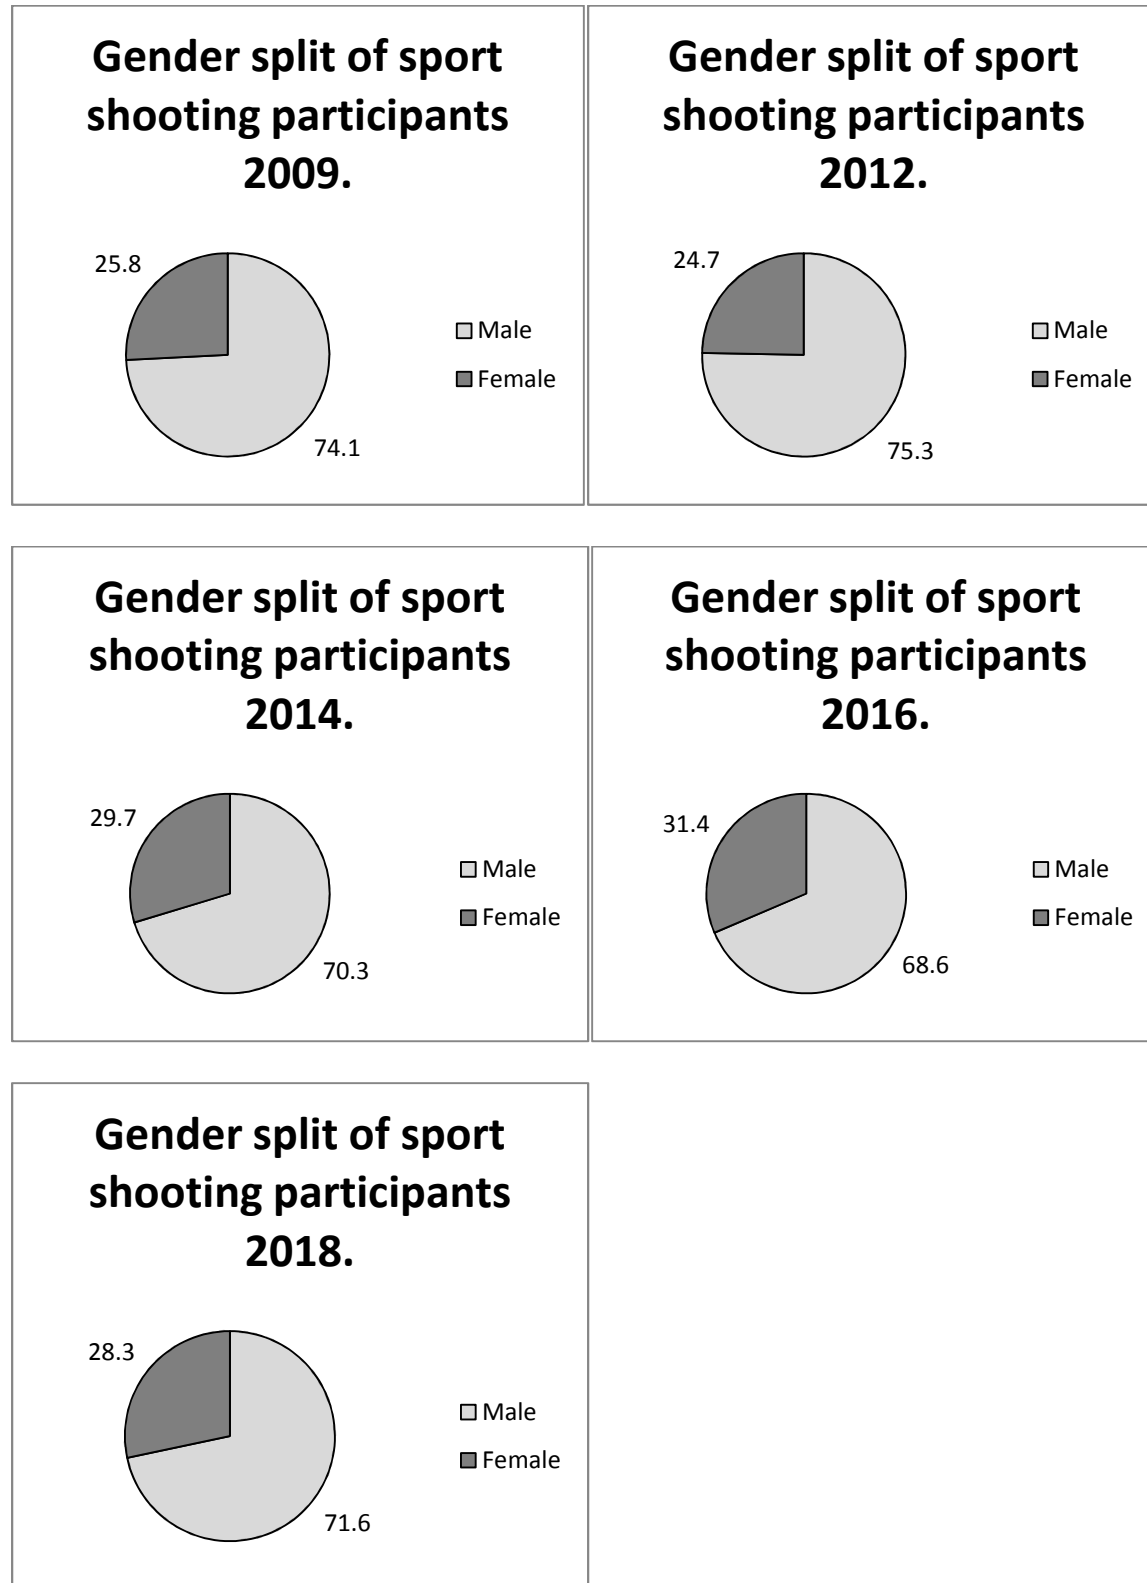 Gender split of sport
shooting participants
2009.
25.8
Male
Female
74.1
Gender split of sport
shooting participants
2012.
24.7
Male
Female
75.3
Gender split of sport
shooting participants
2014.
29.7
Male
Female
70.3
Gender split of sport
shooting participants
2016.
31.4
Male
Female
68.6
Gender split of sport
shooting participants
2018.
28.3
Male
Female
71.6